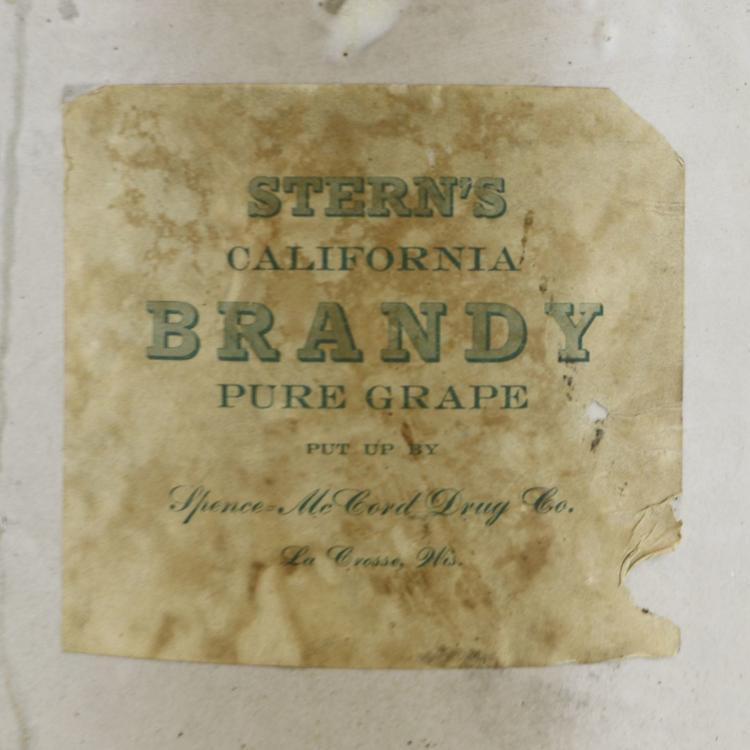 STERN'S
CALIFORNIA
BRANDY
PURE GRAPE
PUT UP BY
Spence-McCord Drug Co.
La Crosse, Wis.